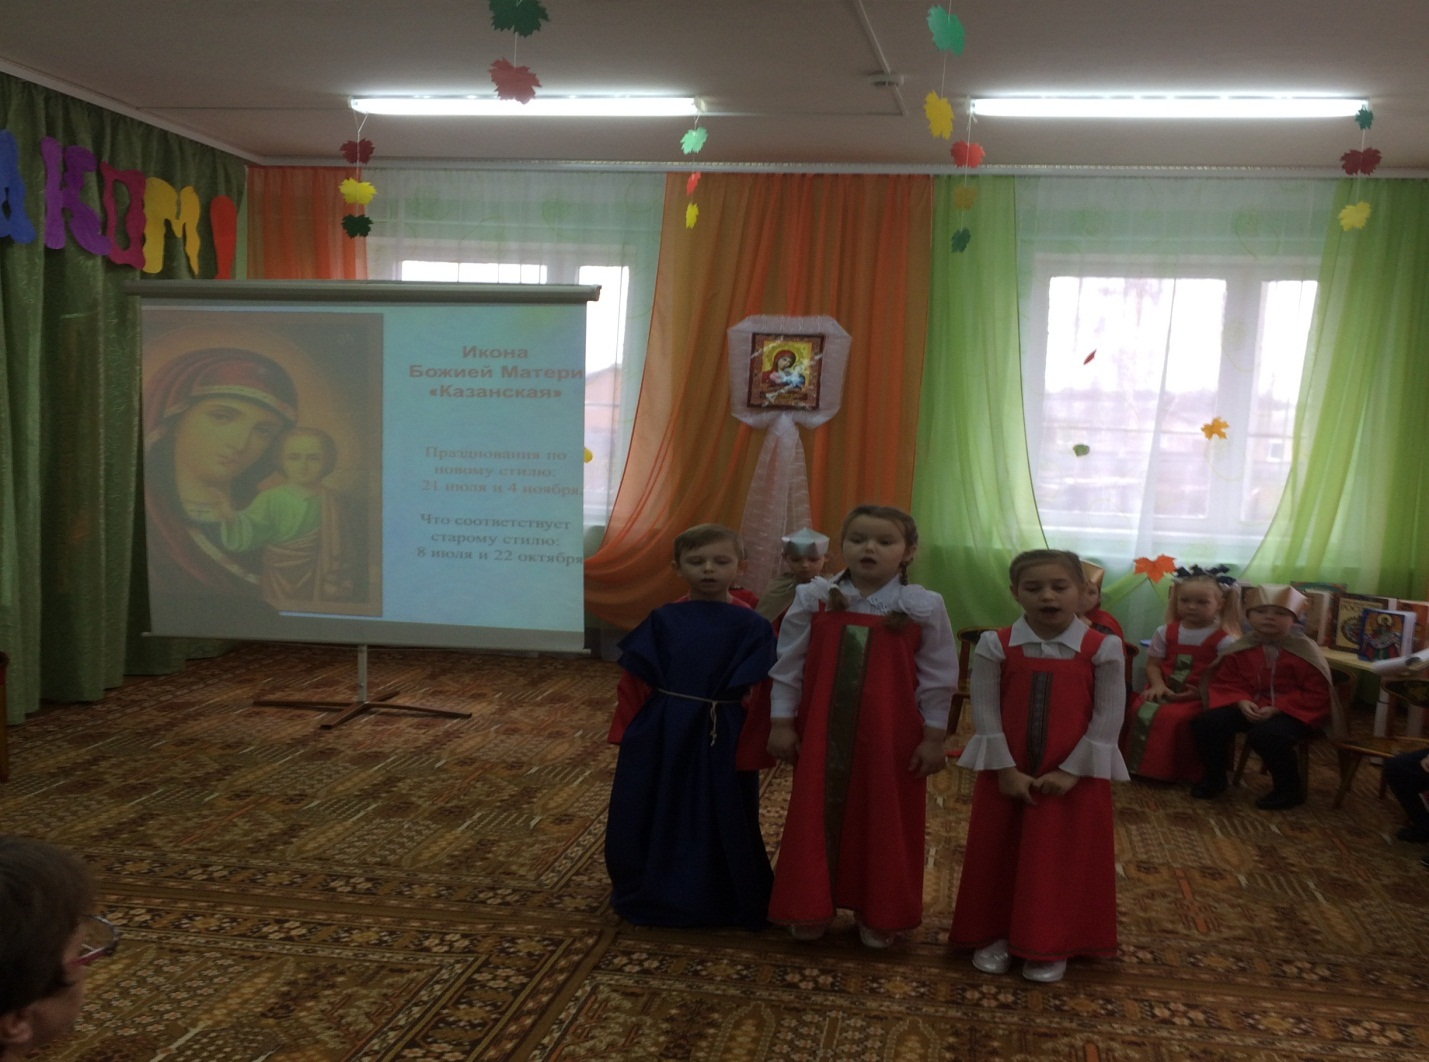 АКОМ!
Икона
Божией Матери
«Казанская»
Празднования по
новому стилю:
21 июля и 4 ноября.
Что соответствует
старому стилю:
8 июля и 22 октября